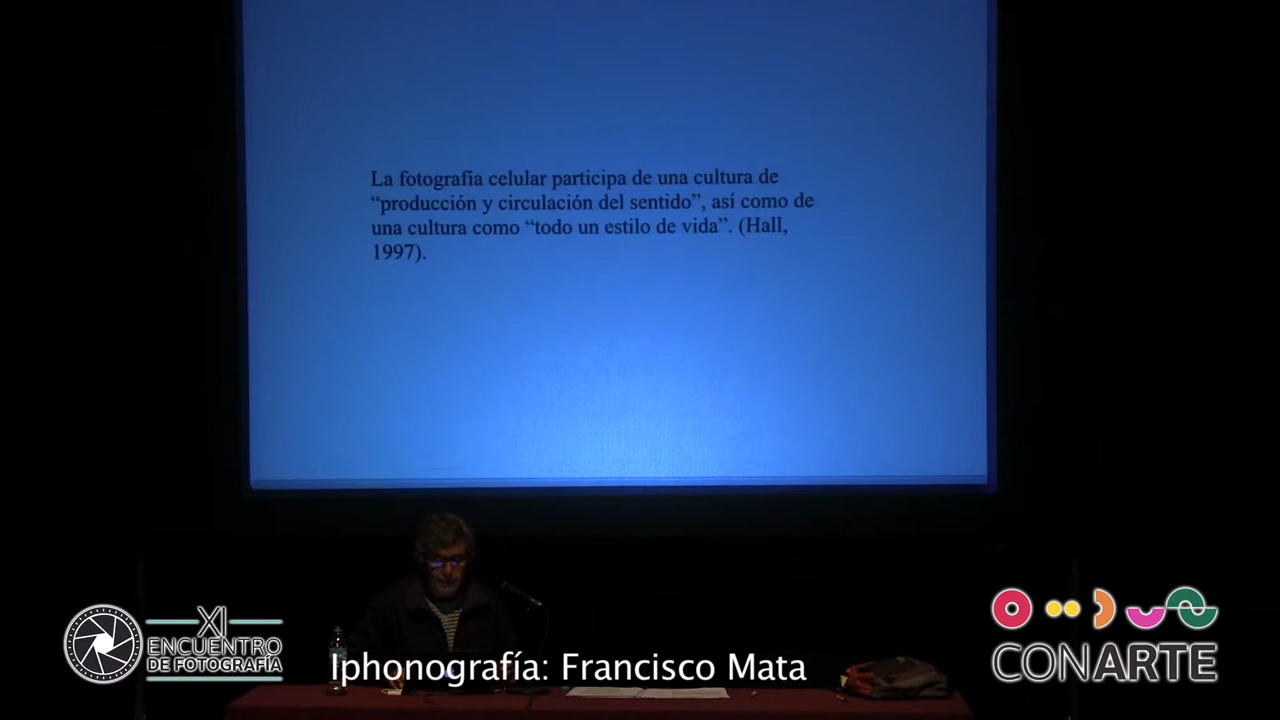 La fotografía celular participa de una cultura de
“producción y circulación del sentido”, así como de
una cultura como “todo un estilo de vida”. (Hall,
1997).
XI
ENCUENTRO
DE FOTOGRAFÍA
Iphonografía: Francisco Mata
CONARTE